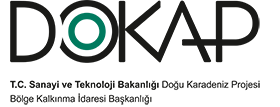 DOKAP
T.C. Sanayi ve Teknoloji Bakanlığı Doğu Karadeniz Projesi
Bölge Kalkınma İdaresi Başkanlığı